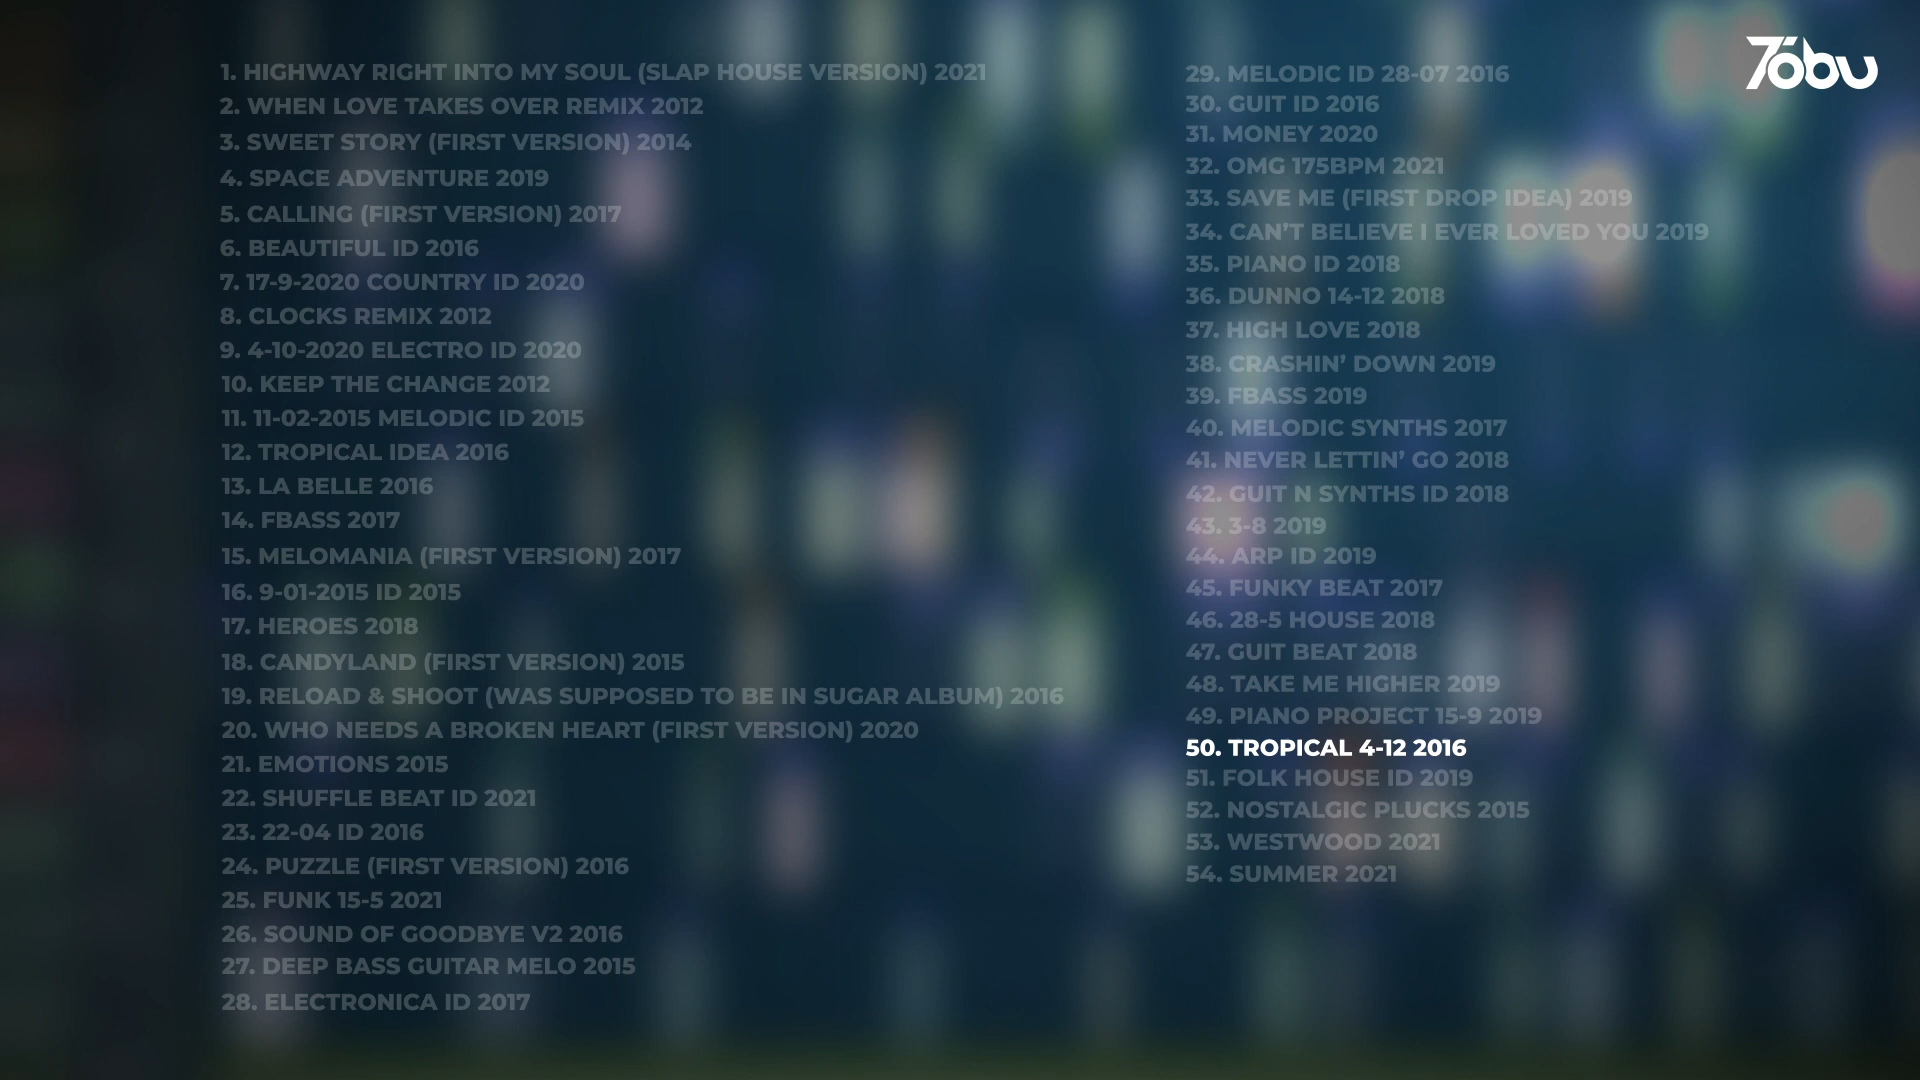 1. HIGHWAY RIGHT INTO MY SOUL (SLAP HOUSE VERSION) 2021
2. WHEN LOVE TAKES OVER REMIX 2012
3. SWEET STORY (FIRST VERSION) 2014
4. SPACE ADVENTURE 2019
5. CALLING (FIRST VERSION) 2017
6. BEAUTIFUL ID 2016
7. 17-9-2020 COUNTRY ID 2020
8. CLOCKS REMIX 2012
9. 4-10-2020 ELECTRO ID 2020
10. KEEP THE CHANGE 2012
11. 11-02-2015 MELODIC ID 2015
12. TROPICAL IDEA 2016
13. LA BELLE 2016
14. FBASS 2017
15. MELOMANIA (FIRST VERSION) 2017
16. 9-01-2015 ID 2015
17. HEROES 2018
18. CANDYLAND (FIRST VERSION) 2015
19. RELOAD & SHOOT (WAS SUPPOSED TO BE IN SUGAR ALBUM) 2016
20. WHO NEEDS A BROKEN HEART (FIRST VERSION) 2020
21. EMOTIONS 2015
22. SHUFFLE BEAT ID 2021
23. 22-04 ID 2016
24. PUZZLE (FIRST VERSION) 2016
25. FUNK 15-5 2021
26. SOUND OF GOODBYE V2 2016
27. DEEP BASS GUITAR MELO 2015
28. ELECTRONICA ID 2017
29. MELODIC ID 28-07 2016
30. GUIT ID 2016
31. MONEY 2020
32. OMG 175BPM 2021
33. SAVE ME (FIRST DROP IDEA) 2019
34. CAN’T BELIEVE I EVER LOVED YOU 2019
35. PIANO ID 2018
36. DUNNO 14-12 2018
37. HIGH LOVE 2018
38. CRASHIN’ DOWN 2019
39. FBASS 2019
40. MELODIC SYNTHS 2017
41. NEVER LETTIN’ GO 2018
42. GUIT N SYNTHS ID 2018
43. 3-8 2019
44. ARP ID 2019
45. FUNKY BEAT 2017
46. 28-5 HOUSE 2018
47. GUIT BEAT 2018
48. TAKE ME HIGHER 2019
49. PIANO PROJECT 15-9 2019
50. TROPICAL 4-12 2016
51. FOLK HOUSE ID 2019
52. NOSTALGIC PLUCKS 2015
53. WESTWOOD 2021
54. SUMMER 2021
Tobu